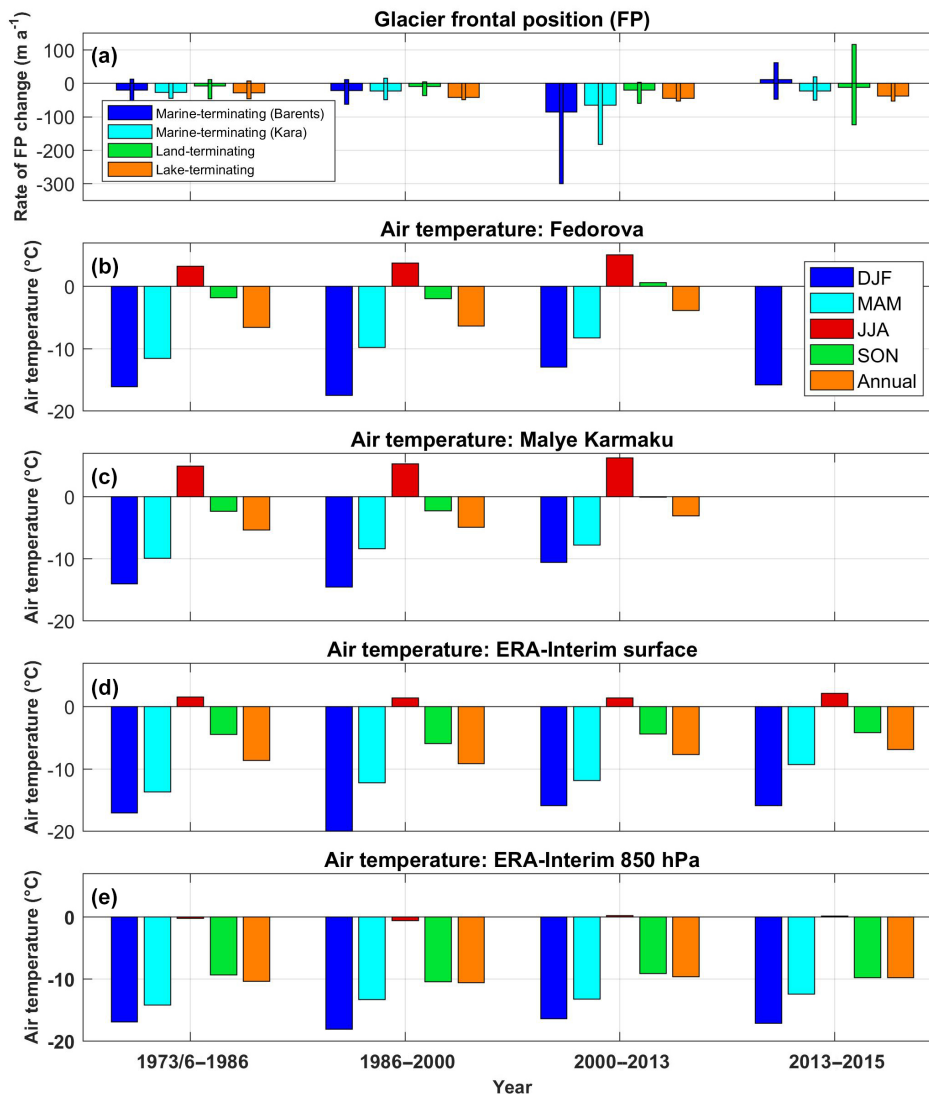 Glacier frontal position (FP)
(a)
Rate of FP change (m a-1)
100
0
-100
-200
-300
Marine-terminating (Barents)
Marine-terminating (Kara)
Land-terminating
Lake-terminating
Air temperature: Fedorova
(b)
Air temperature (°C)
0
-10
-20
DJF
MAM
JJA
SON
Annual
Air temperature: Malye Karmaku
(c)
Air temperature (°C)
0
-10
-20
Air temperature: ERA-Interim surface
(d)
Air temperature (°C)
0
-10
-20
Air temperature: ERA-Interim 850 hPa
(e)
Air temperature (°C)
0
-10
-20
1973/6–1986 1986–2000 2000–2013 2013–2015
Year